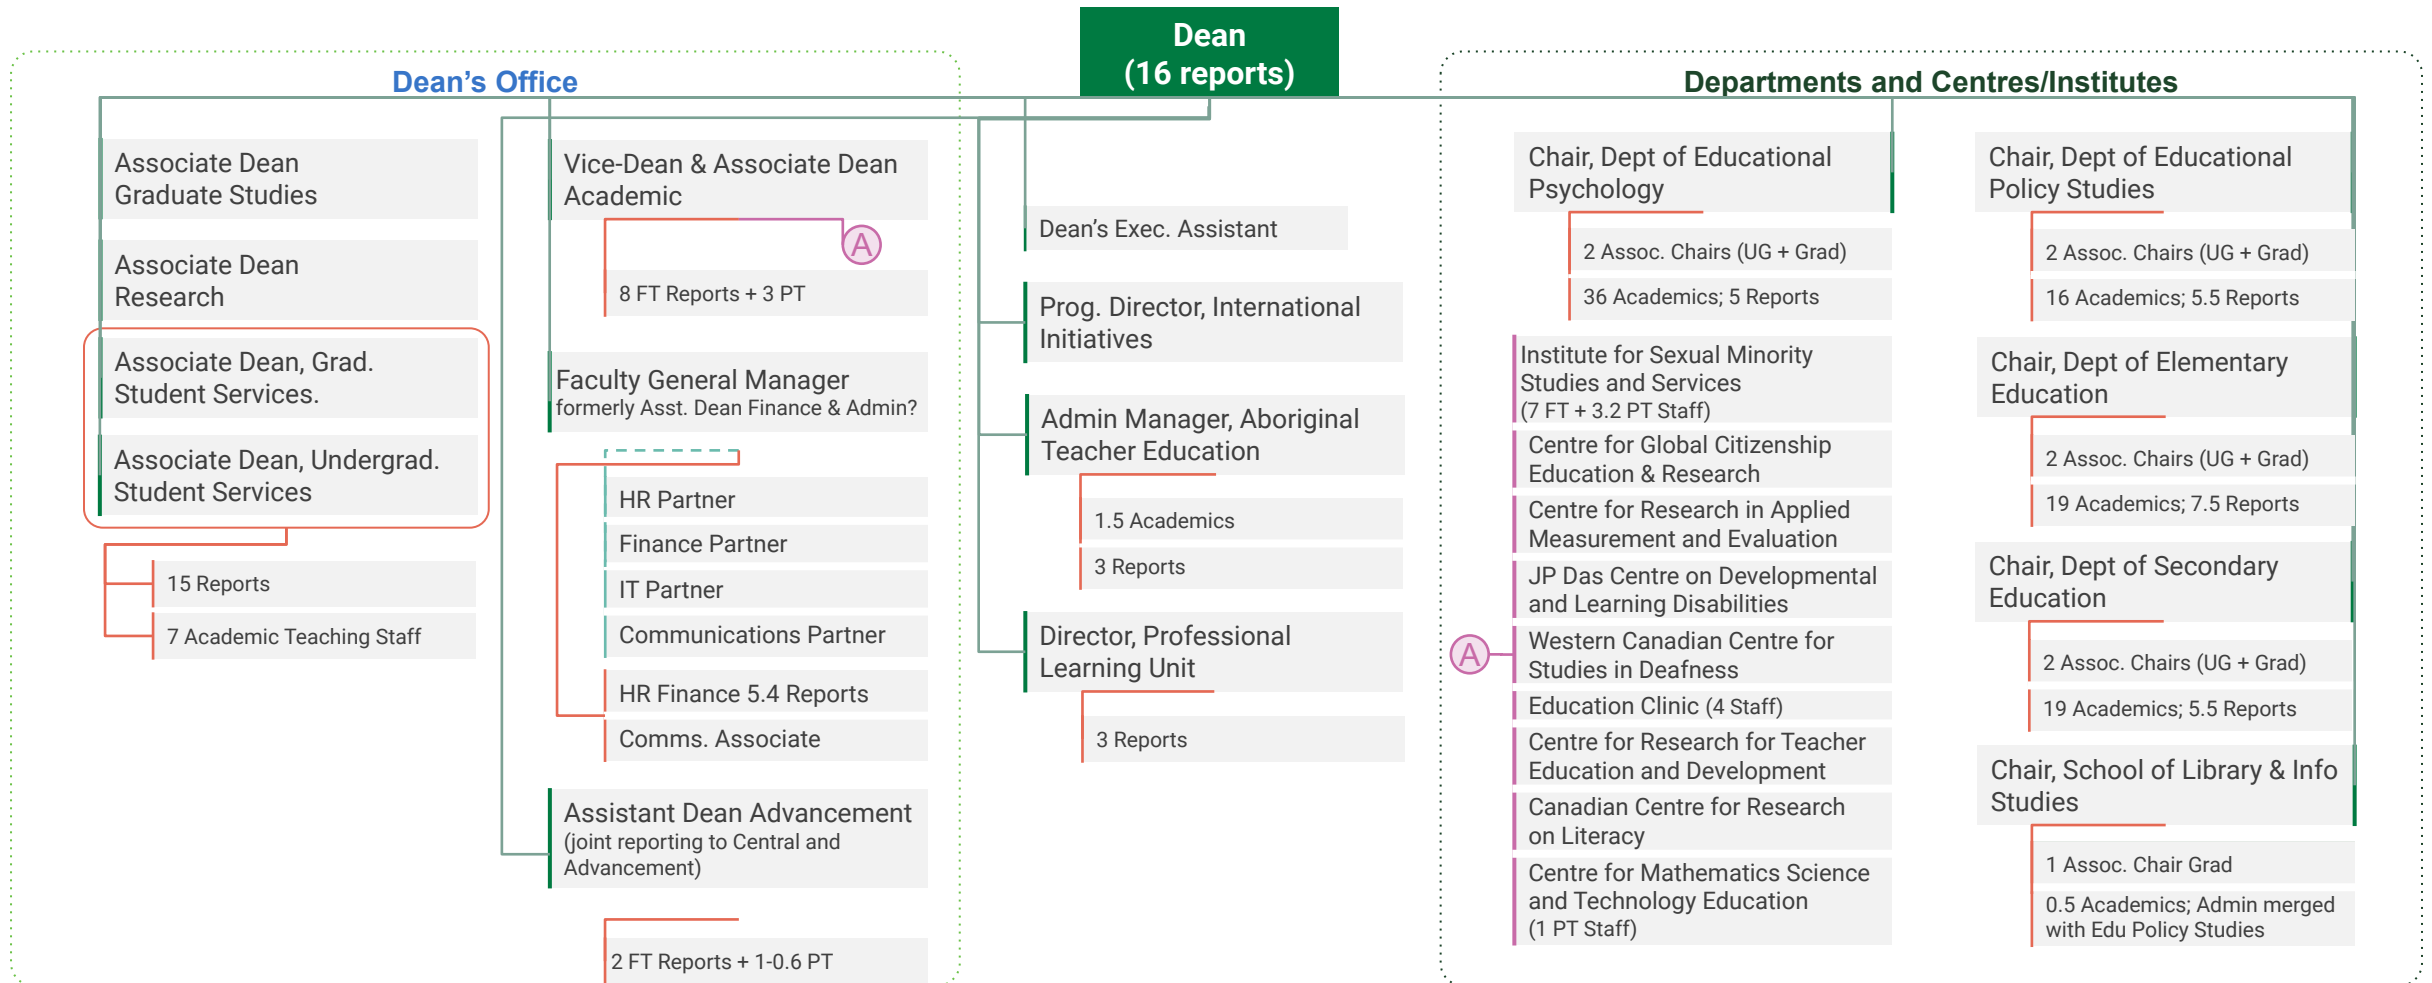 Dean
(16 reports)
Dean’s Office
Associate Dean
Graduate Studies
Associate Dean
Research
Associate Dean, Grad.
Student Services.
Associate Dean, Undergrad.
Student Services
15 Reports
7 Academic Teaching Staff
Vice-Dean & Associate Dean
Academic
A
8 FT Reports + 3 PT
Faculty General Manager
formerly Asst. Dean Finance & Admin?
HR Partner
Finance Partner
IT Partner
Communications Partner
HR Finance 5.4 Reports
Comms. Associate
Assistant Dean Advancement
(joint reporting to Central and
Advancement)
2 FT Reports + 1-0.6 PT
Dean’s Exec. Assistant
Prog. Director, International
Initiatives
Admin Manager, Aboriginal
Teacher Education
1.5 Academics
3 Reports
Director, Professional
Learning Unit
3 Reports
Departments and Centres/Institutes
Chair, Dept of Educational
Psychology
2 Assoc. Chairs (UG + Grad)
36 Academics; 5 Reports
Institute for Sexual Minority
Studies and Services
(7 FT + 3.2 PT Staff)
Centre for Global Citizenship
Education & Research
Centre for Research in Applied
Measurement and Evaluation
JP Das Centre on Developmental
and Learning Disabilities
A
Western Canadian Centre for
Studies in Deafness
Education Clinic (4 Staff)
Centre for Research for Teacher
Education and Development
Canadian Centre for Research
on Literacy
Centre for Mathematics Science
and Technology Education
(1 PT Staff)
Chair, Dept of Educational
Policy Studies
2 Assoc. Chairs (UG + Grad)
16 Academics; 5.5 Reports
Chair, Dept of Elementary
Education
2 Assoc. Chairs (UG + Grad)
19 Academics; 7.5 Reports
Chair, Dept of Secondary
Education
2 Assoc. Chairs (UG + Grad)
19 Academics; 5.5 Reports
Chair, School of Library & Info
Studies
1 Assoc. Chair Grad
0.5 Academics; Admin merged
with Edu Policy Studies